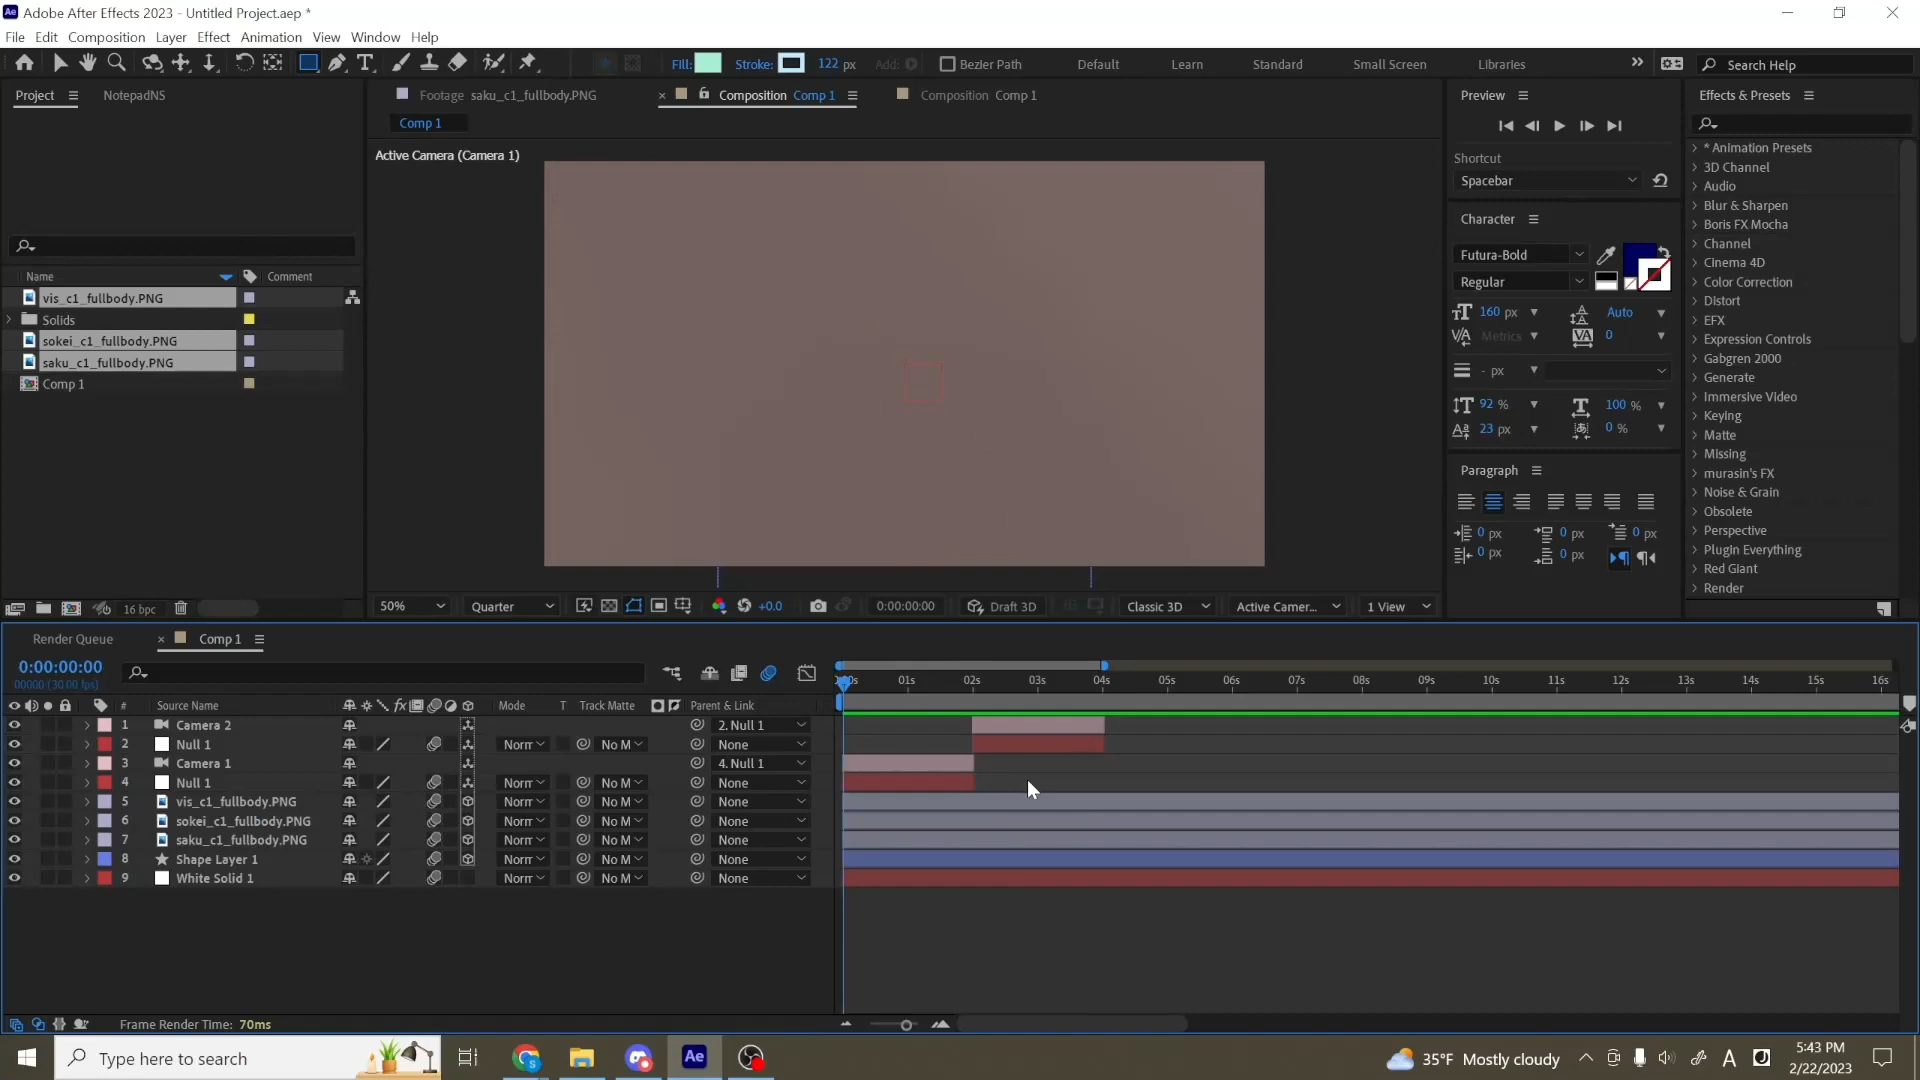 Adobe After Effects 2023 - Untitled Project.aep *
File Edit Composition Layer Effect Animation View Window Help
Fill: Stroke: 122 px Add: Bezier Path Default Learn Standard Small Screen Libraries Search Help
Project NotepadNS
Footage saku_c1_fullbody.PNG
Composition Comp 1
Composition Comp 1
Comp 1
Active Camera (Camera 1)
Name Comment
vis_c1_fullbody.PNG
Solids
sokei_c1_fullbody.PNG
saku_c1_fullbody.PNG
Comp 1
16 bpc
50% Quarter +0.0 0:00:00:00 Draft 3D Classic 3D Active Camer... 1 View
Preview
Shortcut
Spacebar
Character
Futura-Bold
Regular
160 px Auto
Metrics 0
- px
92 % 100 %
23 px 0 %
Paragraph
0 px 0 px 0 px
0 px 0 px
Effects & Presets
* Animation Presets
3D Channel
Audio
Blur & Sharpen
Boris FX Mocha
Channel
Cinema 4D
Color Correction
Distort
EFX
Expression Controls
Gabgren 2000
Generate
Immersive Video
Keying
Matte
Missing
murasin's FX
Noise & Grain
Obsolete
Perspective
PlugIn Everything
Red Giant
Render
Render Queue Comp 1
0:00:00:00
00000 (30.00 fps)
01s 02s 03s 04s 05s 06s 07s 08s 09s 10s 11s 12s 13s 14s 15s 16s
# Source Name Mode T Track Matte Parent & Link
1 Camera 2 2. Null 1
2 Null 1 Norr No M None
3 Camera 1 4. Null 1
4 Null 1 Norr No M None
5 vis_c1_fullbody.PNG Norr No M None
6 sokei_c1_fullbody.PNG Norr No M None
7 saku_c1_fullbody.PNG Norr No M None
8 Shape Layer 1 Norr No M None
9 White Solid 1 Norr No M None
Frame Render Time: 70ms
Type here to search
35°F Mostly cloudy
A
5:43 PM
2/22/2023